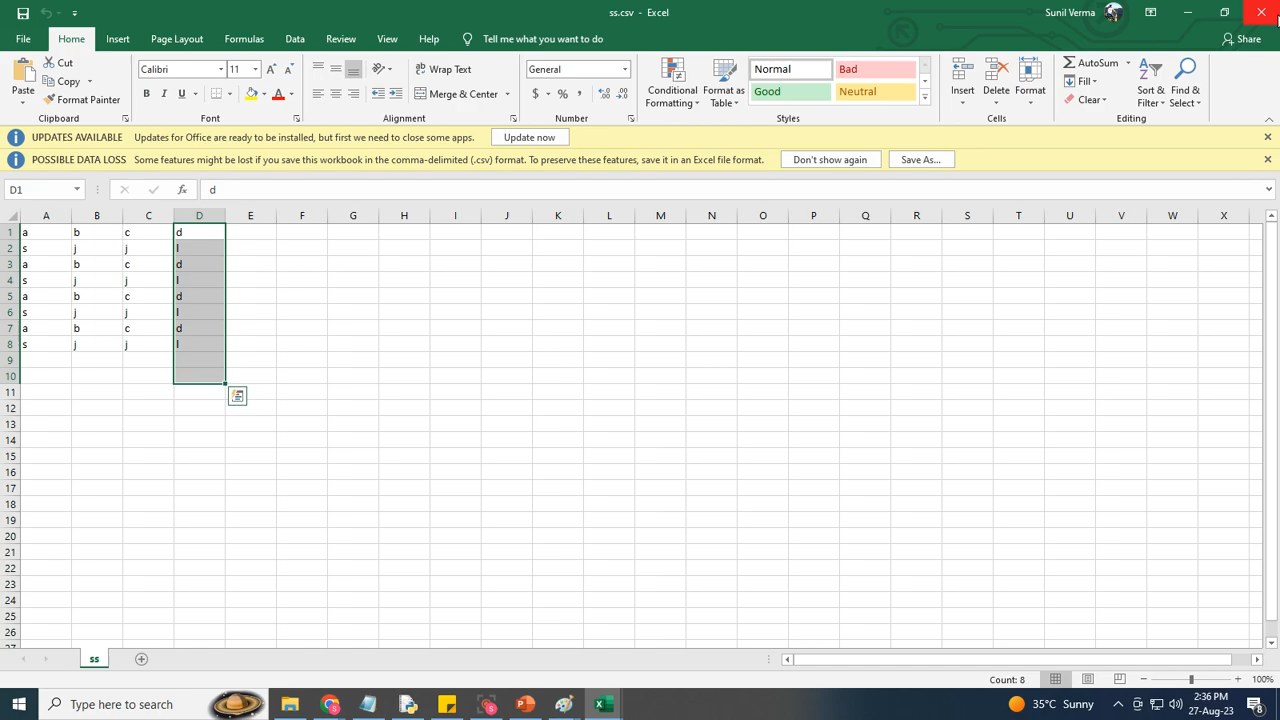 ss.csv - Excel
Sunil Verma
File Home Insert Page Layout Formulas Data Review View Help Tell me what you want to do Share
Paste
Cut
Copy
Format Painter
Clipboard
Calibri 11
B I U
Font
Wrap Text
Merge & Center
Alignment
General
$ % ,
Number
Conditional
Formatting
Format as
Table
Normal Bad
Good Neutral
Styles
Insert
Delete
Format
Cells
AutoSum
Fill
Clear
Sort &
Filter
Find &
Select
Editing
UPDATES AVAILABLE Updates for Office are ready to be installed, but first we need to close some apps. Update now
POSSIBLE DATA LOSS Some features might be lost if you save this workbook in the comma-delimited (.csv) format. To preserve these features, save it in an Excel file format. Don't show again Save As...
D1 fx d
A B C D E F G H I J K L M N O P Q R S T U V W X
1 a b c d
2 s j j l
3 a b c d
4 s j j l
5 a b c d
6 s j j l
7 a b c d
8 s j j l
9
10
11
12
13
14
15
16
17
18
19
20
21
22
23
24
25
26
27
ss
Count: 8 100%
Type here to search
35°C Sunny
2:36 PM
27-Aug-23
8